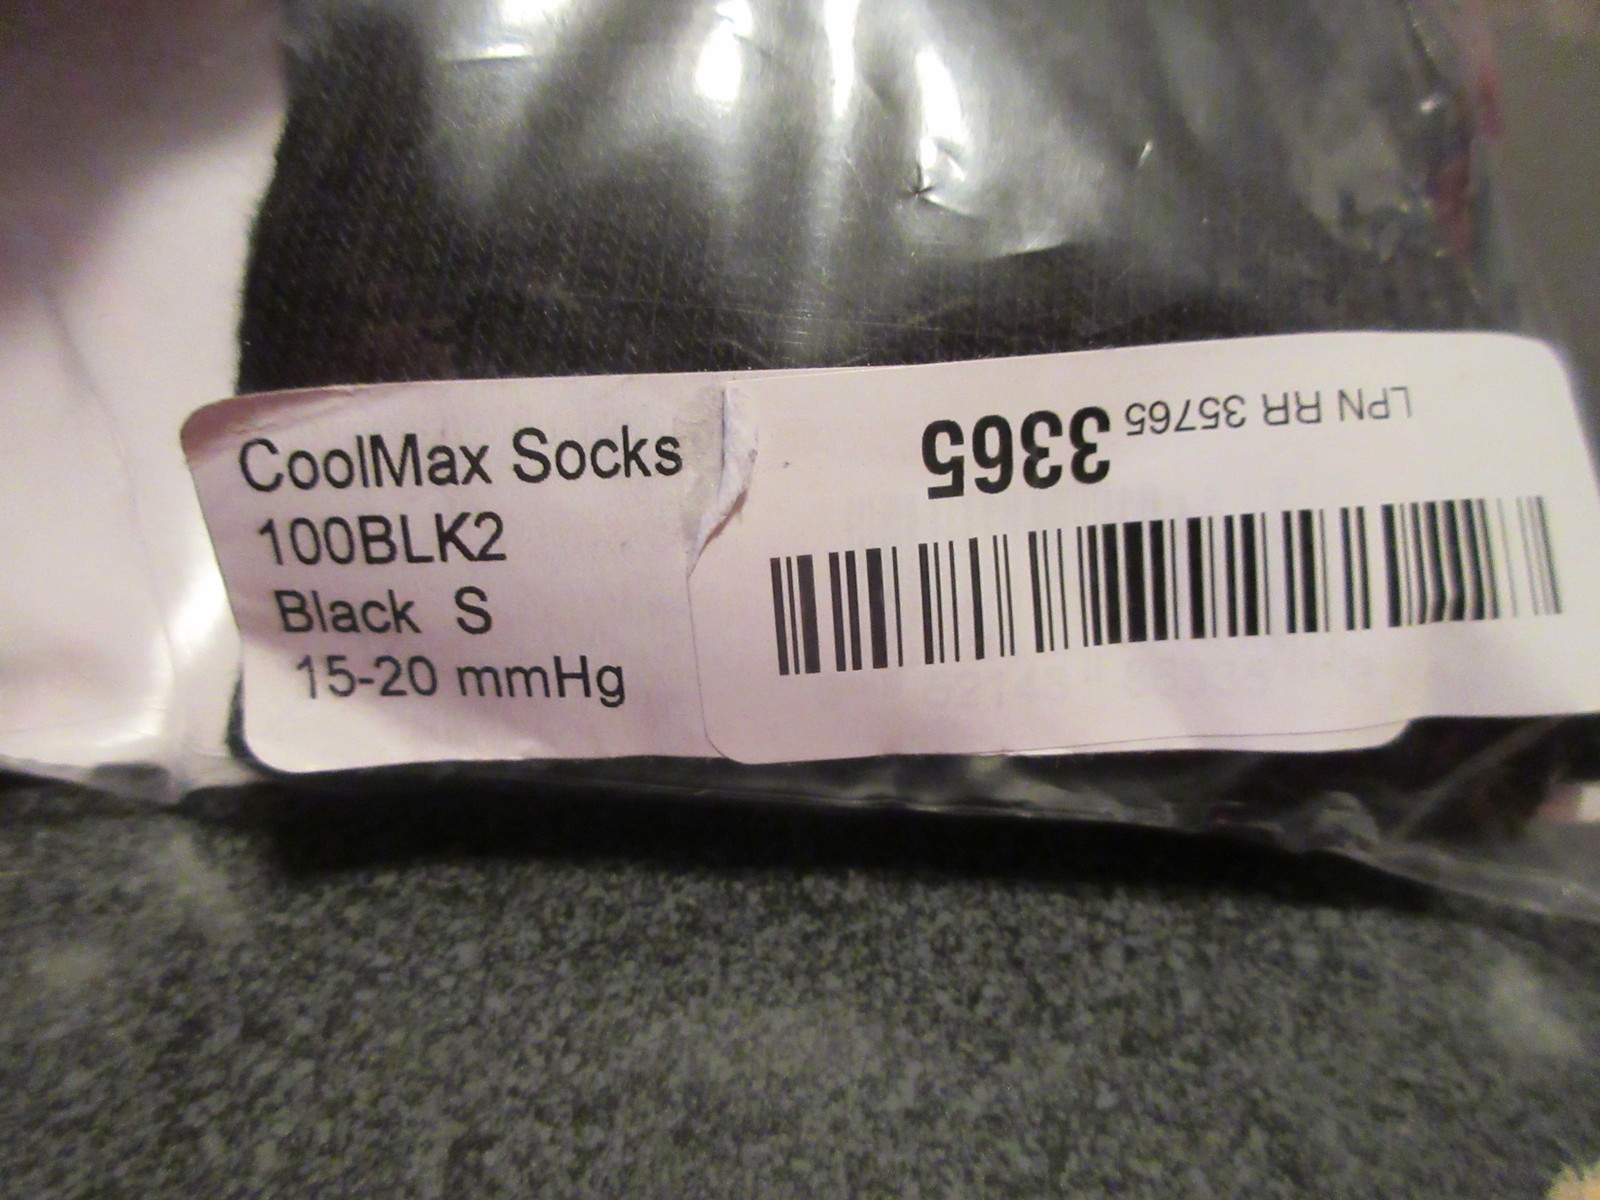 CoolMax Socks
100BLK2
Black S
15-20 mmHg
LPN RR 35765 3365